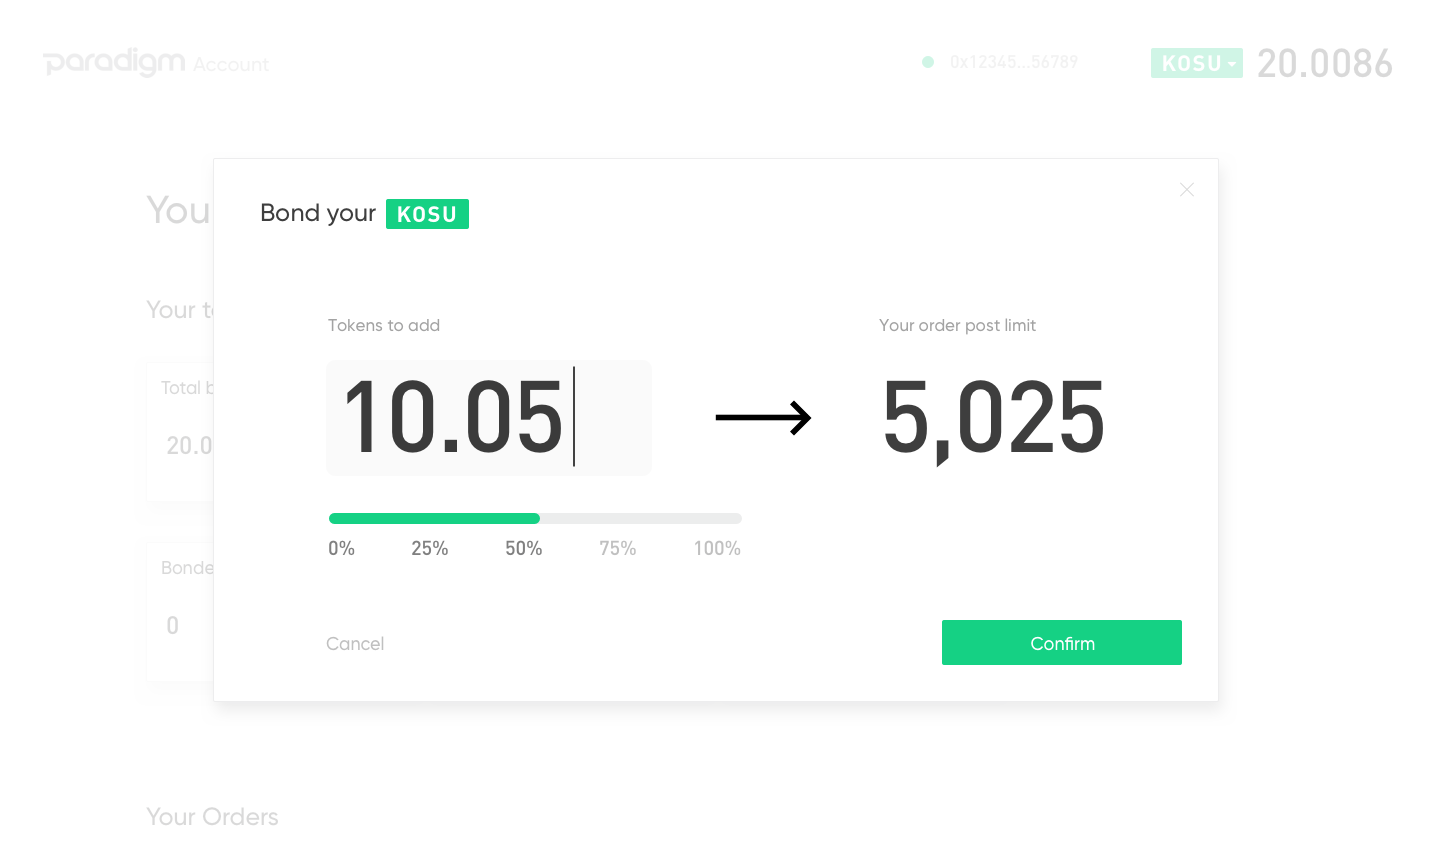 paradigm Account
0x12345...56789
KOSU 20.0086
You
Bond your KOSU
Your t
Tokens to add
Your order post limit
Total b
10.05
5,025
20.0
0% 25% 50% 75% 100%
Bonde
0
Cancel
Confirm
Your Orders